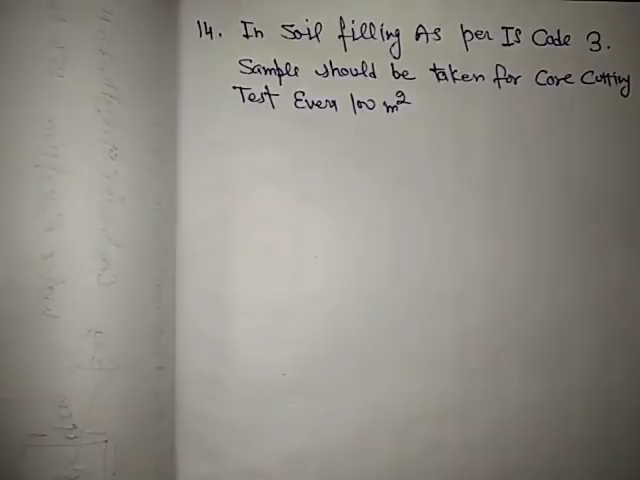 14. In Soil filling As per Is Code 3.
Sample should be taken for Core Cutting
Test Every 100 m²